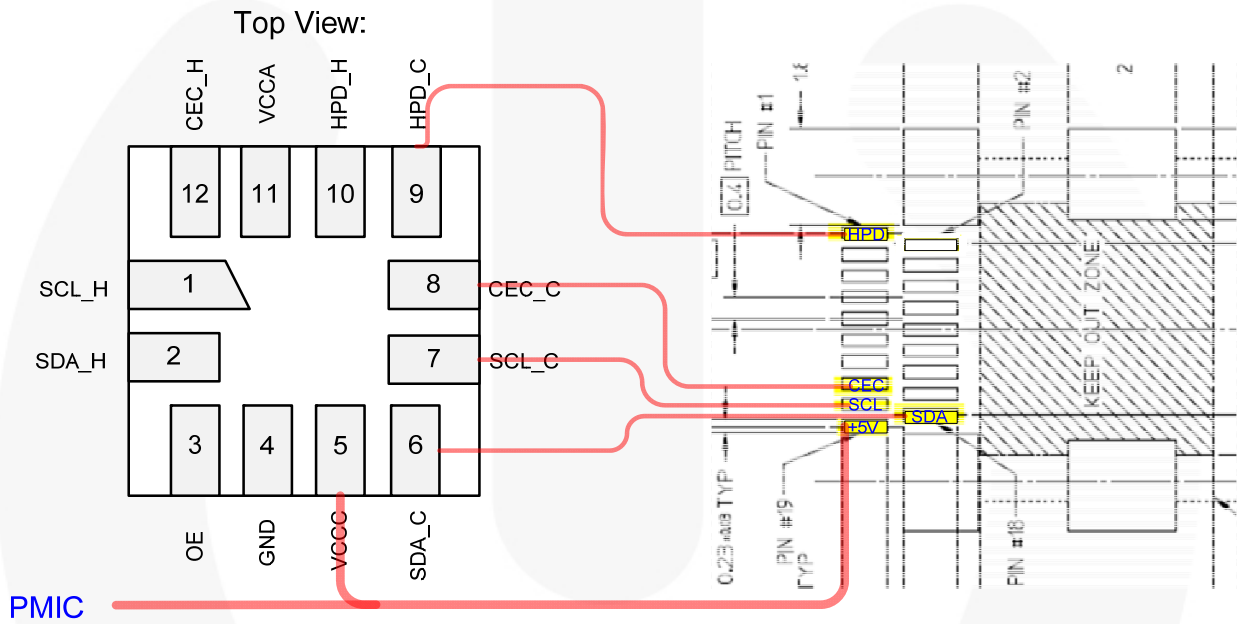 Top View:
CEC_H
VCCA
HPD_H
HPD_C
12
11
10
9
SCL_H
1
8
CEC_C
SDA_H
2
7
SCL_C
3
4
5
6
OE
GND
VCCC
SDA_C
PMIC
0.4 PITCH
PIN #1
PIN #2
2
HPD
CEC
SCL
+5V
SDA
KEEP OUT ZONE
TYP
PIN #19
TYP
PIN #18